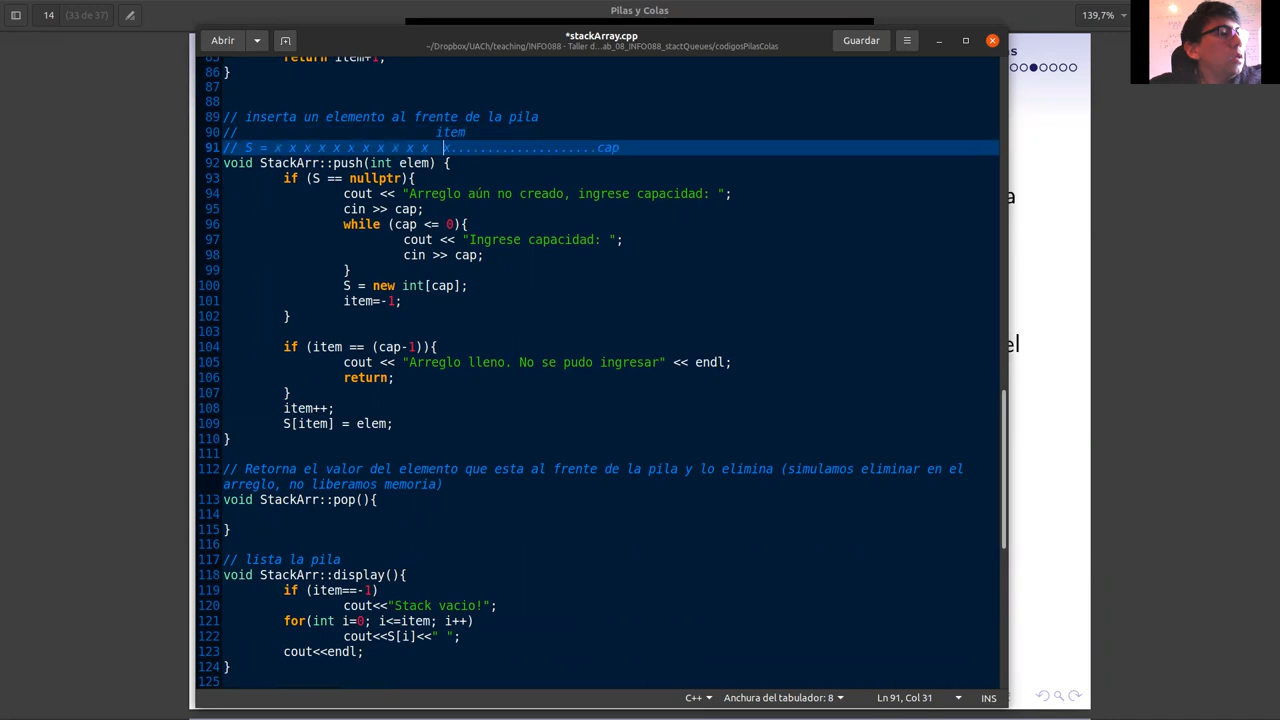 14 (33 de 37)
Pilas y Colas
139,7%
Abrir
*stackArray.cpp
~/Dropbox/UACh/teaching/INFO088 - Taller d...ab_08_INFO088_stactQueues/codigosPilasColas
Guardar
as
a
el
85 return item+1;
86 }
87
88
89 // inserta un elemento al frente de la pila
90 // item
91 // S = x x x x x x x x x x x x....................cap
92 void StackArr::push(int elem) {
93 if (S == nullptr){
94 cout << "Arreglo aún no creado, ingrese capacidad: ";
95 cin >> cap;
96 while (cap <= 0){
97 cout << "Ingrese capacidad: ";
98 cin >> cap;
99 }
100 S = new int[cap];
101 item=-1;
102 }
103
104 if (item == (cap-1)){
105 cout << "Arreglo lleno. No se pudo ingresar" << endl;
106 return;
107 }
108 item++;
109 S[item] = elem;
110 }
111
112 // Retorna el valor del elemento que esta al frente de la pila y lo elimina (simulamos eliminar en el
arreglo, no liberamos memoria)
113 void StackArr::pop(){
114
115 }
116
117 // lista la pila
118 void StackArr::display(){
119 if (item==-1)
120 cout<<"Stack vacio!";
121 for(int i=0; i<=item; i++)
122 cout<<S[i]<<" ";
123 cout<<endl;
124 }
125
C++ Anchura del tabulador: 8 Ln 91, Col 31 INS